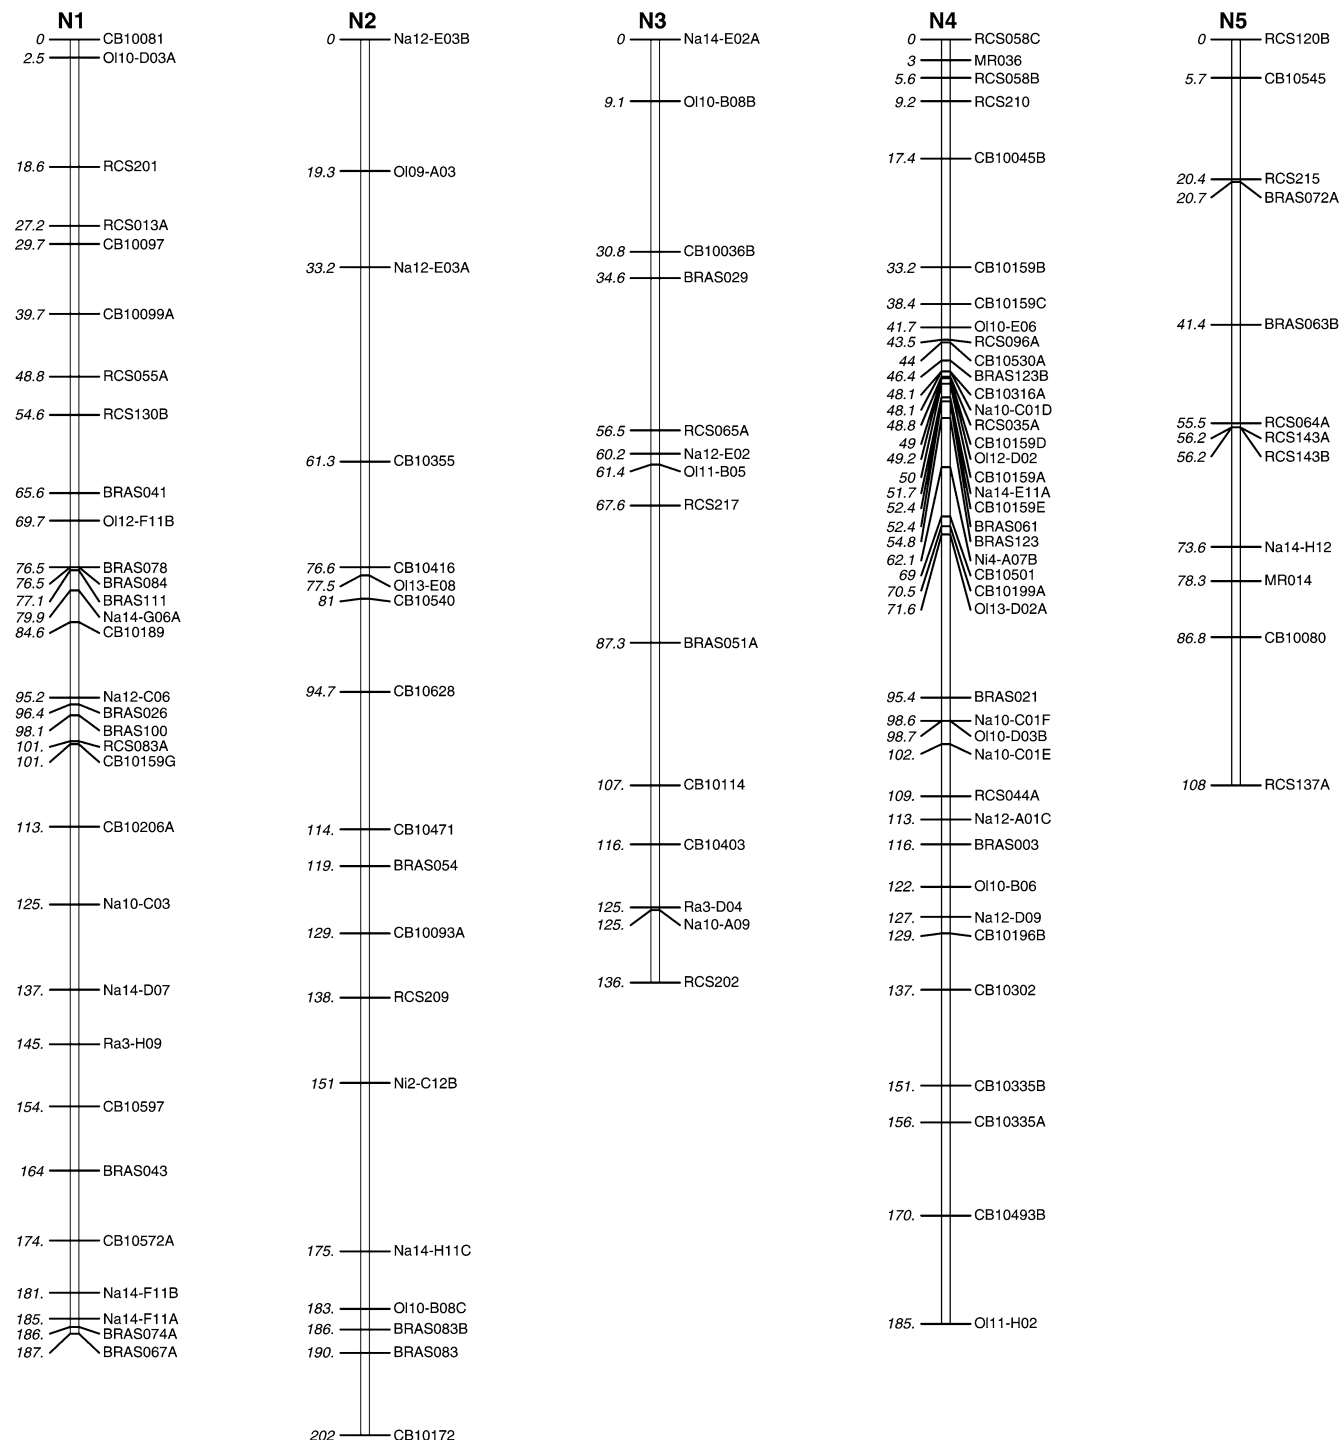 N1
0 CB10081
2.5 Ol10-D03A
18.6 RCS201
27.2 RCS013A
29.7 CB10097
39.7 CB10099A
48.8 RCS055A
54.6 RCS130B
65.6 BRAS041
69.7 Ol12-F11B
76.5 BRAS078
76.5 BRAS084
77.1 BRAS111
79.9 Na14-G06A
84.6 CB10189
95.2 Na12-C06
96.4 BRAS026
98.1 BRAS100
101. RCS083A
101. CB10159G
113. CB10206A
125. Na10-C03
137. Na14-D07
145. Ra3-H09
154. CB10597
164 BRAS043
174. CB10572A
181. Na14-F11B
185. Na14-F11A
186. BRAS074A
187. BRAS067A
N2
0 Na12-E03B
19.3 Ol09-A03
33.2 Na12-E03A
61.3 CB10355
76.6 CB10416
77.5 Ol13-E08
81 CB10540
94.7 CB10628
114. CB10471
119. BRAS054
129. CB10093A
138. RCS209
151 Ni2-C12B
175. Na14-H11C
183. Ol10-B08C
186. BRAS083B
190. BRAS083
202 CB10172
N3
0 Na14-E02A
9.1 Ol10-B08B
30.8 CB10036B
34.6 BRAS029
56.5 RCS065A
60.2 Na12-E02
61.4 Ol11-B05
67.6 RCS217
87.3 BRAS051A
107. CB10114
116. CB10403
125. Ra3-D04
125. Na10-A09
136. RCS202
N4
0 RCS058C
3 MR036
5.6 RCS058B
9.2 RCS210
17.4 CB10045B
33.2 CB10159B
38.4 CB10159C
41.7 Ol10-E06
43.5 RCS096A
44 CB10530A
46.4 BRAS123B
48.1 CB10316A
48.1 Na10-C01D
48.8 RCS035A
49 CB10159D
49.2 Ol12-D02
50 CB10159A
51.7 Na14-E11A
52.4 CB10159E
52.4 BRAS061
54.8 BRAS123
62.1 Ni4-A07B
69 CB10501
70.5 CB10199A
71.6 Ol13-D02A
95.4 BRAS021
98.6 Na10-C01F
98.7 Ol10-D03B
102. Na10-C01E
109. RCS044A
113. Na12-A01C
116. BRAS003
122. Ol10-B06
127. Na12-D09
129. CB10196B
137. CB10302
151. CB10335B
156. CB10335A
170. CB10493B
185. Ol11-H02
N5
0 RCS120B
5.7 CB10545
20.4 RCS215
20.7 BRAS072A
41.4 BRAS063B
55.5 RCS064A
56.2 RCS143A
56.2 RCS143B
73.6 Na14-H12
78.3 MR014
86.8 CB10080
108 RCS137A